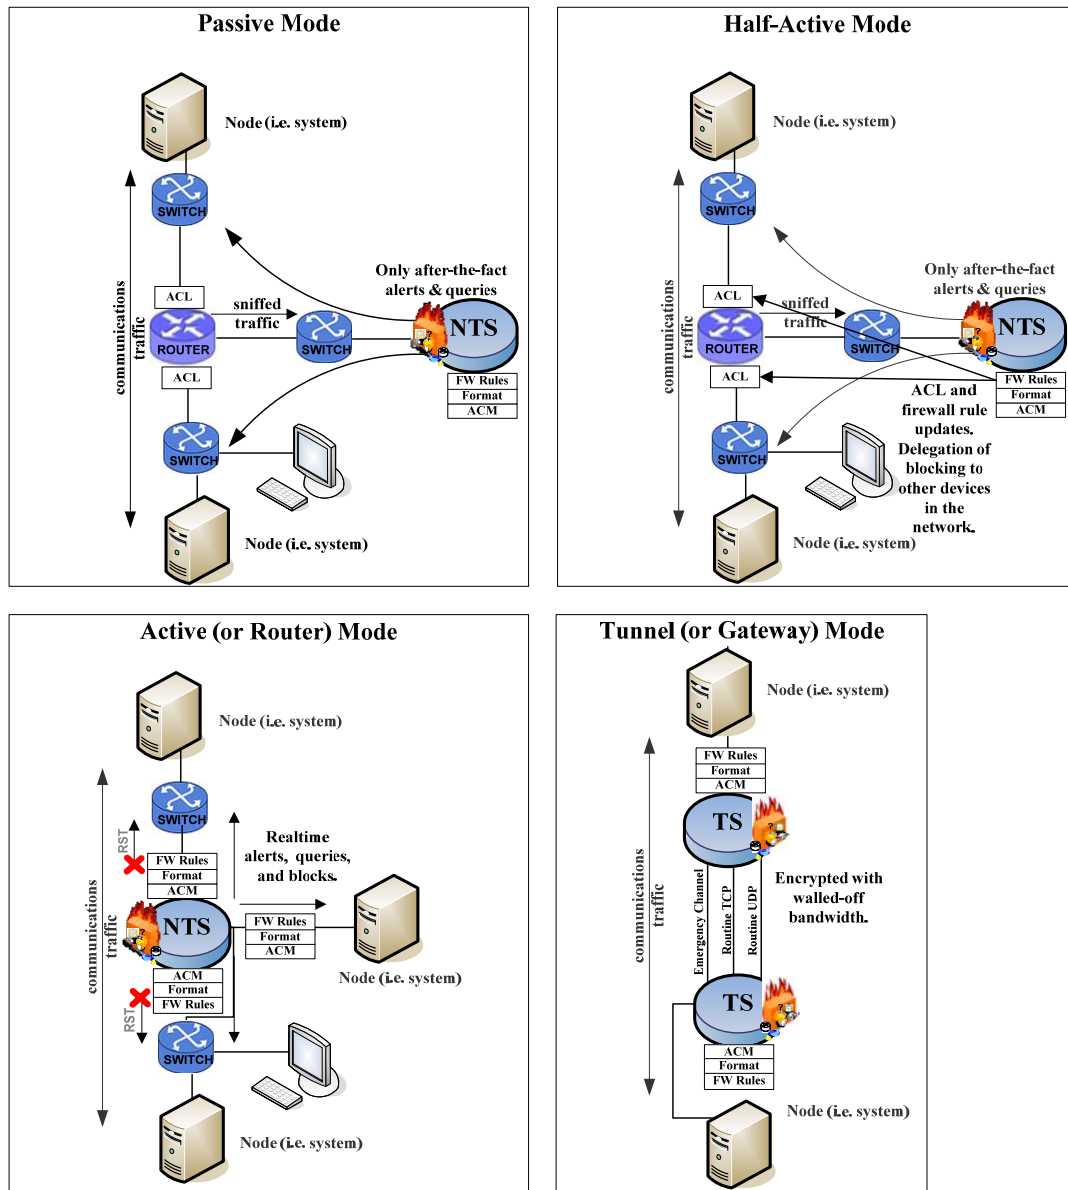 Passive Mode
Node (i.e. system)
SWITCH
communications
traffic
ACL
sniffed
traffic
Only after-the-fact
alerts & queries
NTS
ROUTER
SWITCH
ACL
FW Rules
Format
ACM
SWITCH
Node (i.e. system)
Half-Active Mode
Node (i.e. system)
SWITCH
communications
traffic
ACL
sniffed
traffic
Only after-the-fact
alerts & queries
NTS
ROUTER
SWITCH
ACL
FW Rules
Format
ACM
ACL and
firewall rule
updates.
Delegation of
blocking to
other devices
in the
network.
SWITCH
Node (i.e. system)
Active (or Router) Mode
Node (i.e. system)
SWITCH
communications
traffic
RST
Realtime
alerts, queries,
and blocks.
FW Rules
Format
ACM
NTS
FW Rules
Format
ACM
Node (i.e. system)
ACM
Format
FW Rules
RST
SWITCH
Node (i.e. system)
Tunnel (or Gateway) Mode
Node (i.e. system)
communications
traffic
FW Rules
Format
ACM
TS
Emergency Channel
Routine TCP
Routine UDP
Encrypted with
walled-off
bandwidth.
TS
ACM
Format
FW Rules
Node (i.e. system)